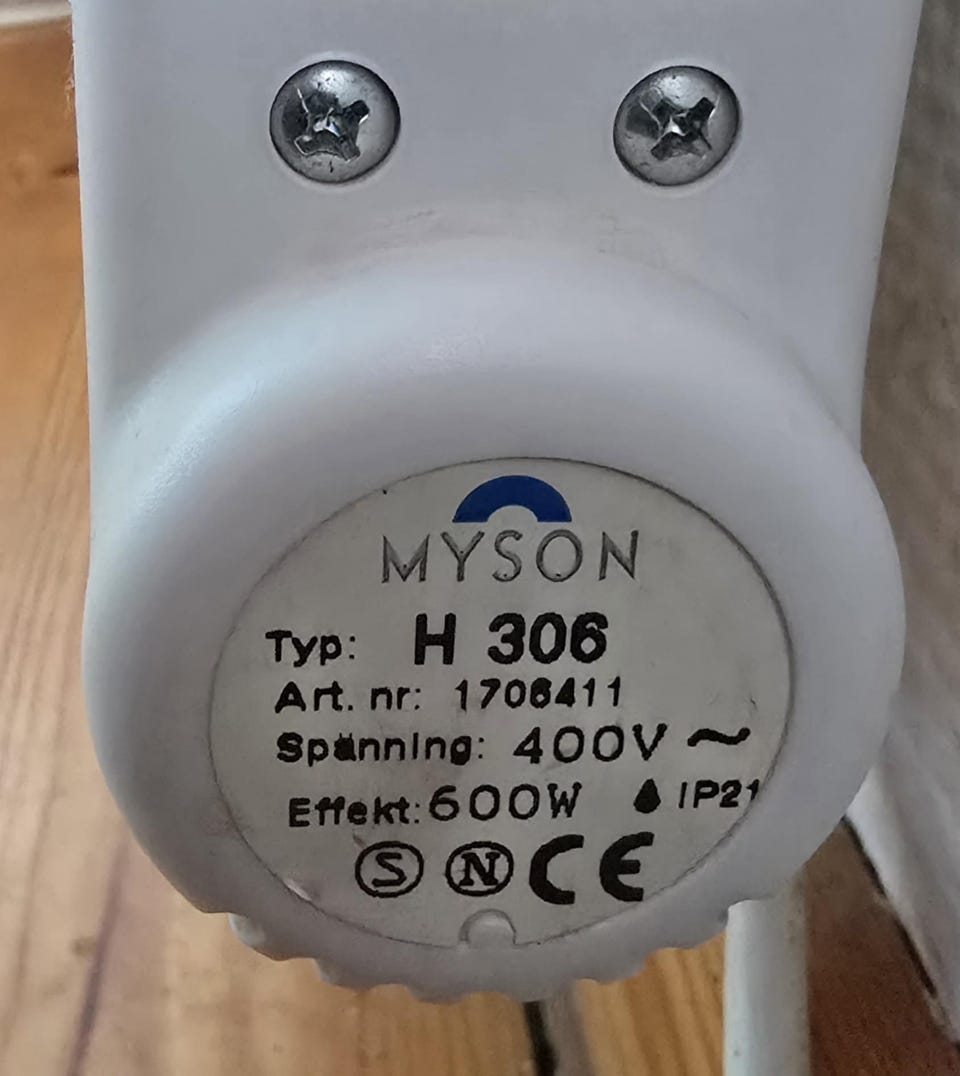 MYSON
Typ: H 306
Art. nr: 1706411
Spänning: 400V ~
Effekt: 600W IP21
S N CE